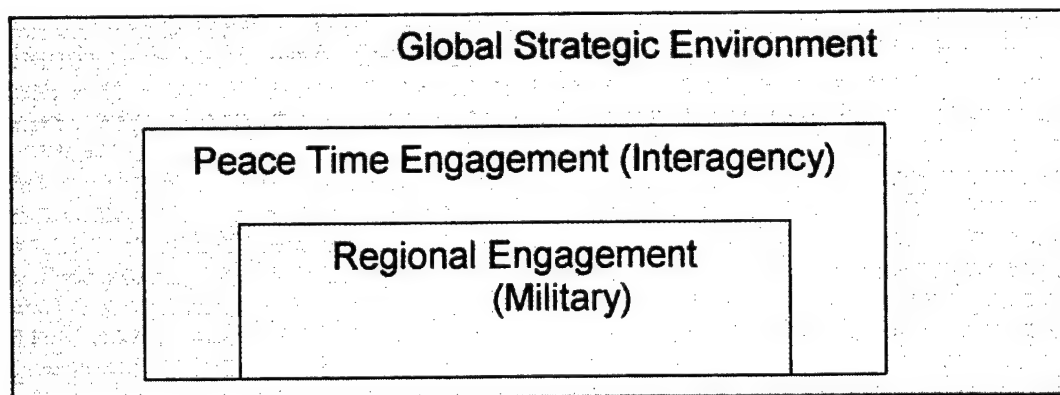 Global Strategic Environment
Peace Time Engagement (Interagency)
Regional Engagement
(Military)